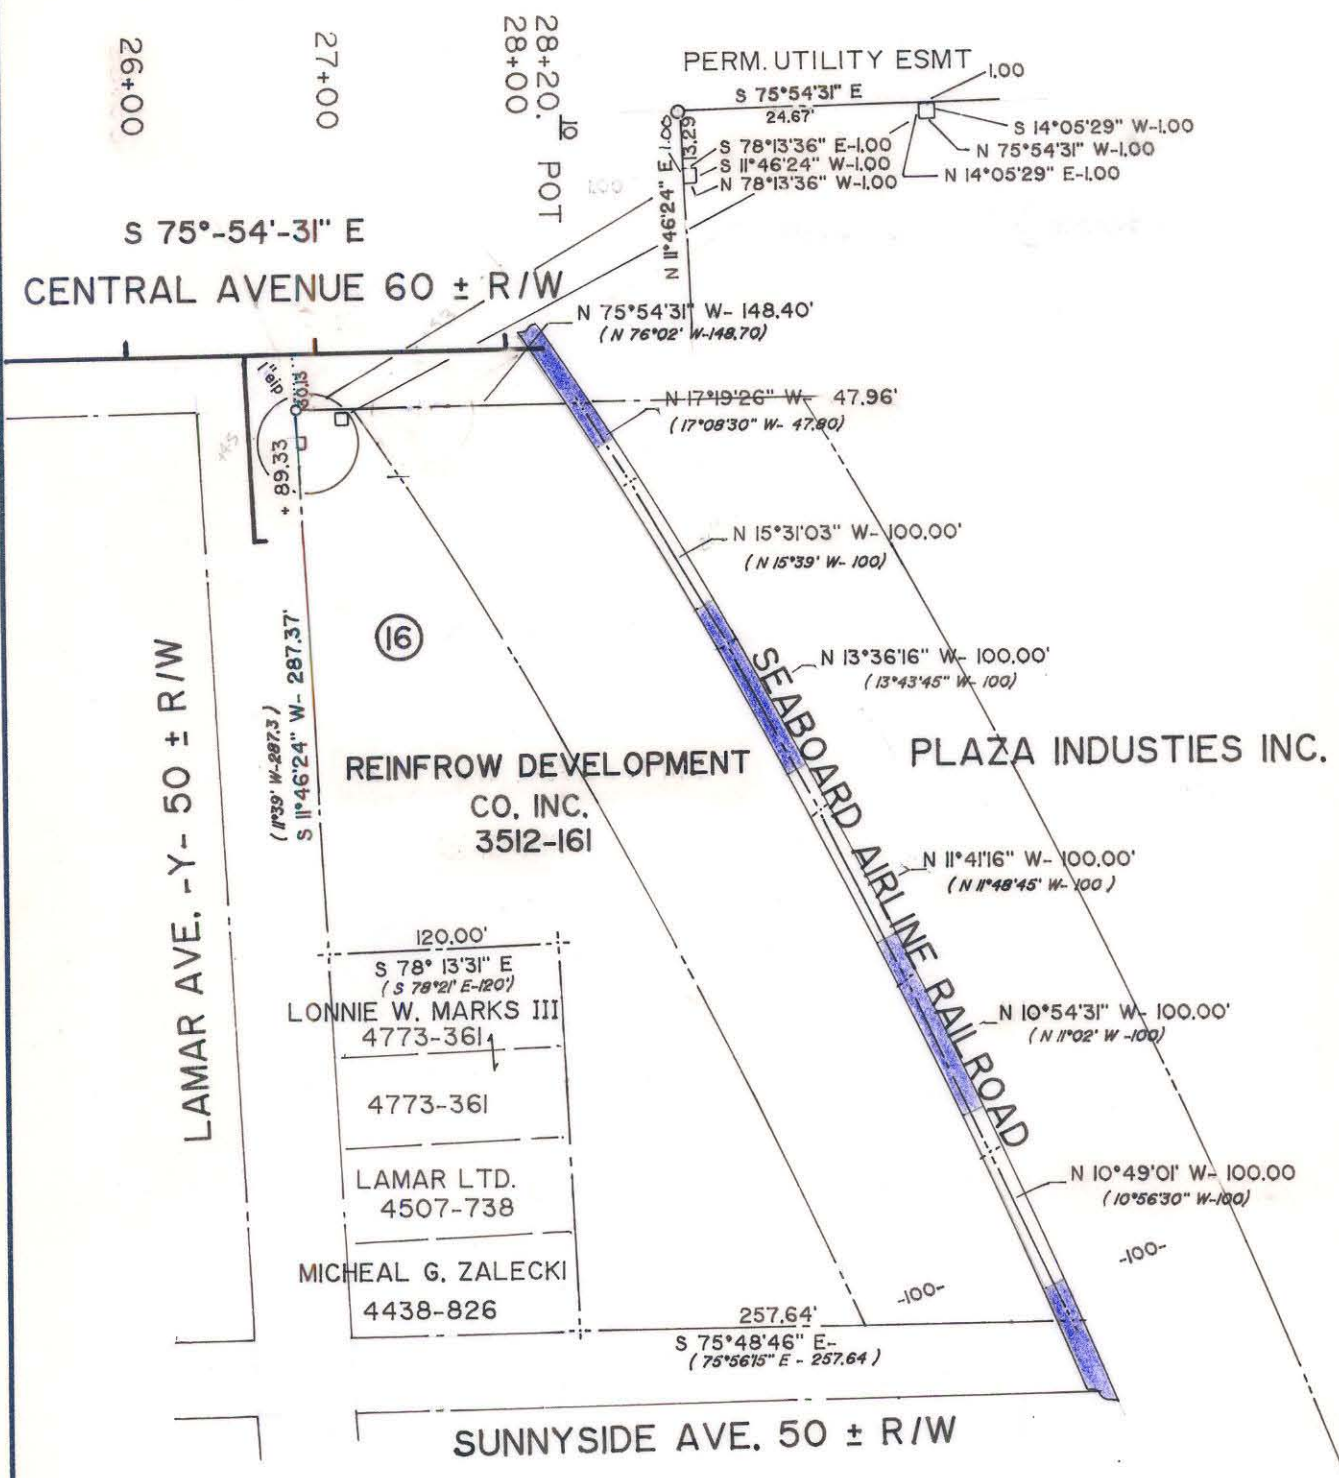 26+00
27+00
28+00
28+20.10 POT
PERM. UTILITY ESMT
1.00
S 75°54'31" E
24.67'
S 14°05'29" W-1.00
N 75°54'31" W-1.00
N 14°05'29" E-1.00
13.29
S 78°13'36" E-1.00
S 11°46'24" W-1.00
N 78°13'36" W-1.00
N 11°46'24" E-1.00
S 75°-54'-31" E
CENTRAL AVENUE 60 ± R/W
N 75°54'31" W- 148.40'
(N 76°02' W-148.70)
1"eip
60.13
+ 89.33
N 17°19'26" W- 47.96'
(17°08'30" W- 47.80)
N 15°31'03" W- 100.00'
(N 15°39' W- 100)
16
N 13°36'16" W- 100.00'
(13°43'45" W- 100)
S 11°46'24" W- 287.37'
(11°39' W-287.3)
LAMAR AVE. -Y- 50 ± R/W
REINFROW DEVELOPMENT
CO. INC.
3512-161
SEABOARD AIRLINE RAILROAD
PLAZA INDUSTIES INC.
N 11°41'16" W- 100.00'
(N 11°48'45" W- 100)
120.00'
S 78° 13'31" E
(S 78°21' E-120')
LONNIE W. MARKS III
4773-361
N 10°54'31" W- 100.00'
(N 11°02' W -100)
4773-361
LAMAR LTD.
4507-738
N 10°49'01' W- 100.00
(10°56'30" W-100)
MICHEAL G. ZALECKI
4438-826
-100-
-100-
257.64'
S 75°48'46" E-
(75°56'15" E - 257.64)
SUNNYSIDE AVE. 50 ± R/W